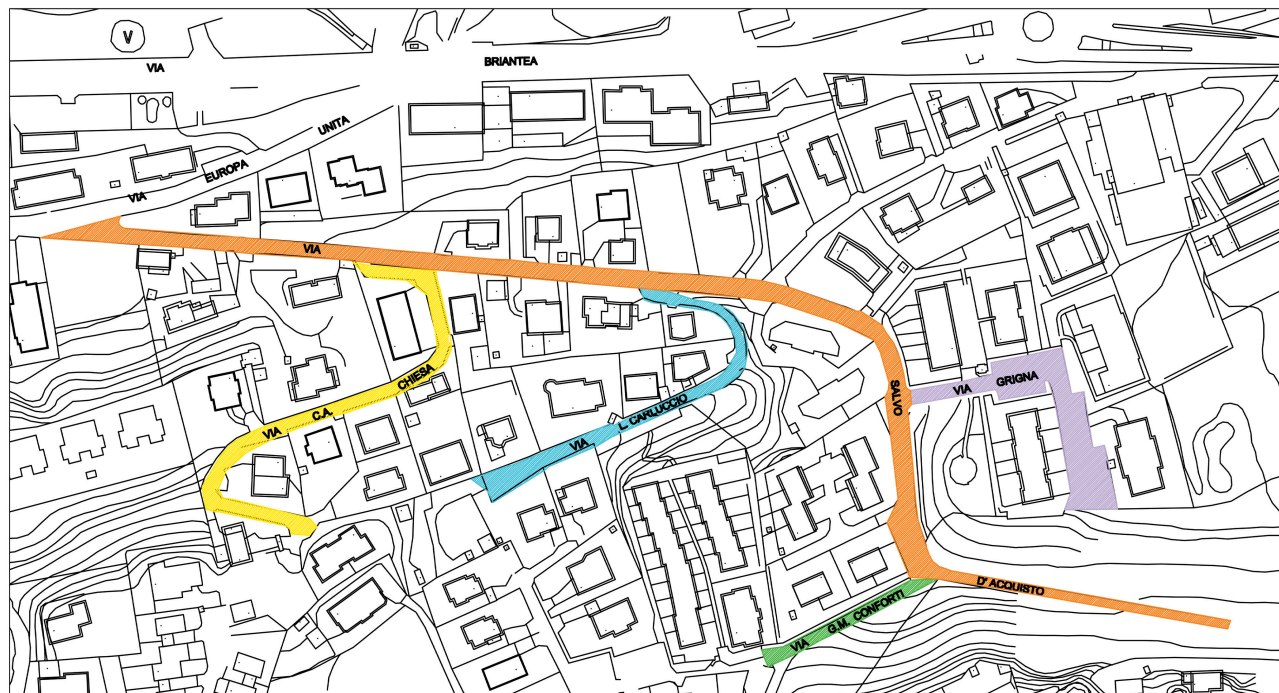 V
VIA BRIANTEA
VIA EUROPA UNITA
VIA SALVO D' ACQUISTO
VIA C.A. CHIESA
VIA L. CARLUCCIO
VIA GRIGNA
VIA G.M. CONFORTI